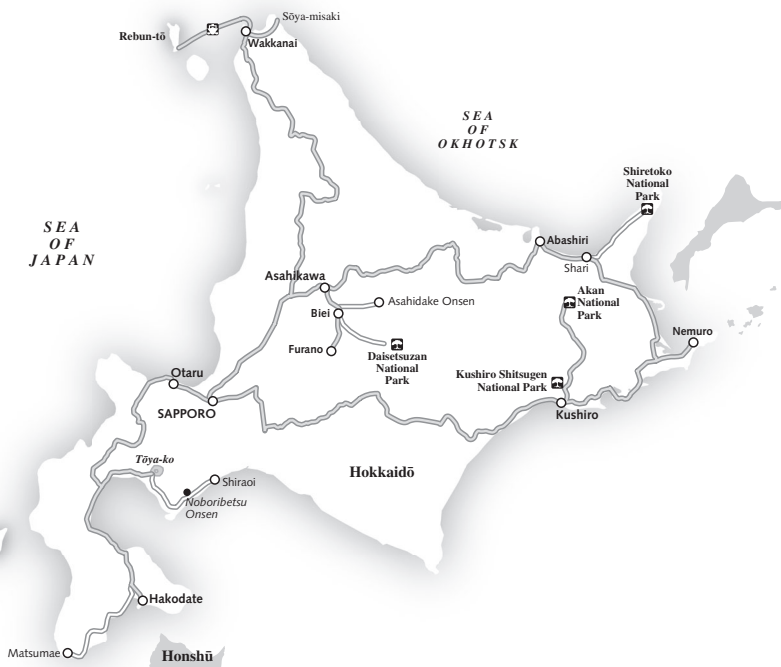 Sōya-misaki
Rebun-tō
Wakkanai
SEA
OF
OKHOTSK
Shiretoko
National
Park
SEA
OF
JAPAN
Abashiri
Shari
Asahikawa
Akan
National
Park
Asahidake Onsen
Biei
Nemuro
Furano
Daisetsuzan
National
Park
Otaru
Kushiro Shitsugen
National Park
SAPPORO
Kushiro
Tōya-ko
Hokkaidō
Shiraoi
Noboribetsu
Onsen
Hakodate
Matsumae
Honshū